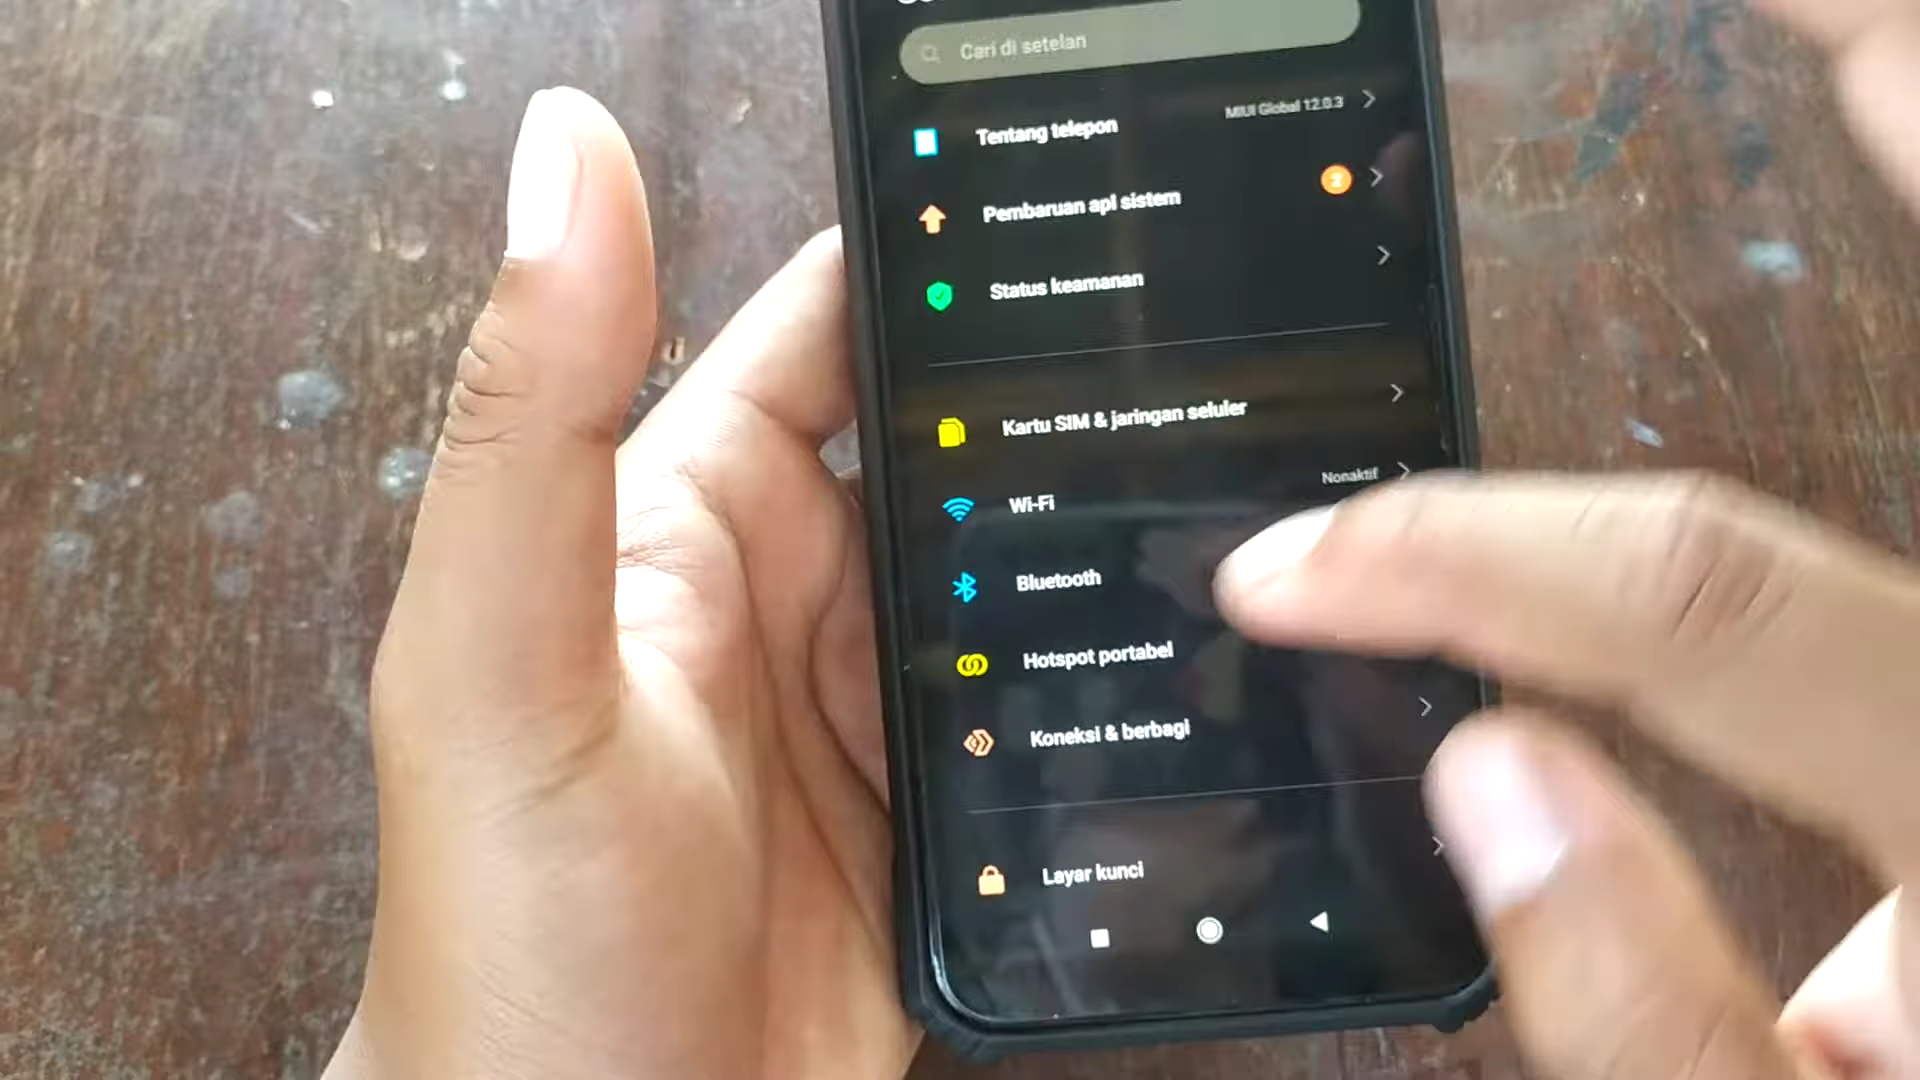 Cari di setelan
Tentang telepon
MIUI Global 12.0.3
Pembaruan apl sistem
2
Status keamanan
Kartu SIM & jaringan seluler
Wi-Fi
Nonaktif
Bluetooth
Hotspot portabel
Koneksi & berbagi
Layar kunci